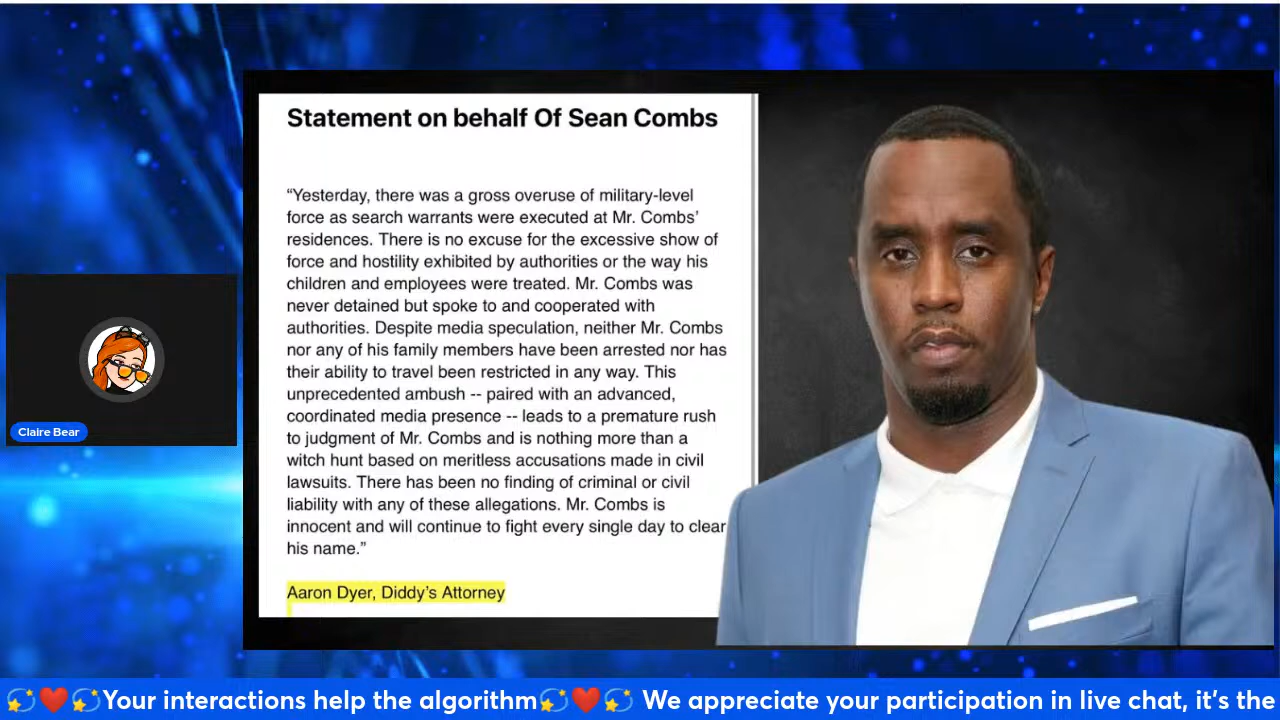 Statement on behalf Of Sean Combs
“Yesterday, there was a gross overuse of military-level
force as search warrants were executed at Mr. Combs’
residences. There is no excuse for the excessive show of
force and hostility exhibited by authorities or the way his
children and employees were treated. Mr. Combs was
never detained but spoke to and cooperated with
authorities. Despite media speculation, neither Mr. Combs
nor any of his family members have been arrested nor has
their ability to travel been restricted in any way. This
unprecedented ambush -- paired with an advanced,
coordinated media presence -- leads to a premature rush
to judgment of Mr. Combs and is nothing more than a
witch hunt based on meritless accusations made in civil
lawsuits. There has been no finding of criminal or civil
liability with any of these allegations. Mr. Combs is
innocent and will continue to fight every single day to clear
his name.”
Aaron Dyer, Diddy’s Attorney
Claire Bear
💫❤️💫Your interactions help the algorithm💫❤️💫 We appreciate your participation in live chat, it’s the